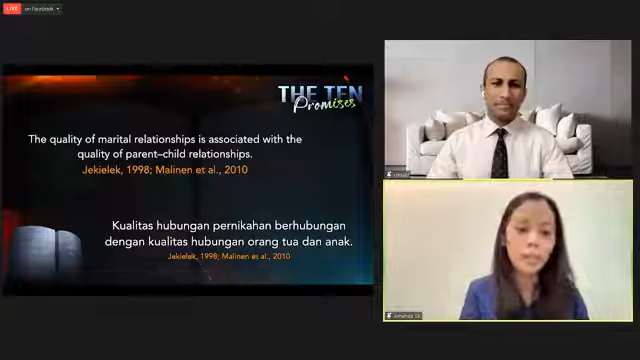 LIVE
on Facebook
THE TEN
Promises
The quality of marital relationships is associated with the
quality of parent–child relationships.
Jekielek, 1998; Malinen et al., 2010
Kualitas hubungan pernikahan berhubungan
dengan kualitas hubungan orang tua dan anak.
Jekielek, 1998; Malinen et al., 2010
Amanda